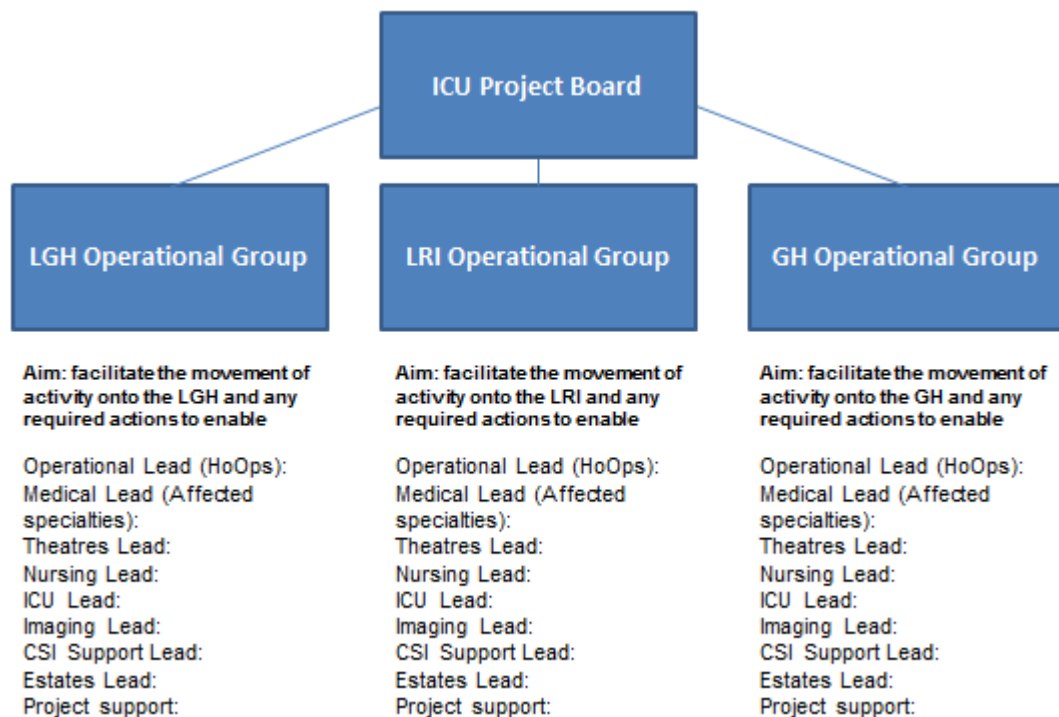 ICU Project Board
LGH Operational Group
LRI Operational Group
GH Operational Group
Aim: facilitate the movement of
activity onto the LGH and any
required actions to enable
Operational Lead (HoOps):
Medical Lead (Affected
specialties):
Theatres Lead:
Nursing Lead:
ICU Lead:
Imaging Lead:
CSI Support Lead:
Estates Lead:
Project support:
Aim: facilitate the movement of
activity onto the LRI and any
required actions to enable
Operational Lead (HoOps):
Medical Lead (Affected
specialties):
Theatres Lead:
Nursing Lead:
ICU Lead:
Imaging Lead:
CSI Support Lead:
Estates Lead:
Project support:
Aim: facilitate the movement of
activity onto the GH and any
required actions to enable
Operational Lead (HoOps):
Medical Lead (Affected
specialties):
Theatres Lead:
Nursing Lead:
ICU Lead:
Imaging Lead:
CSI Support Lead:
Estates Lead:
Project support: